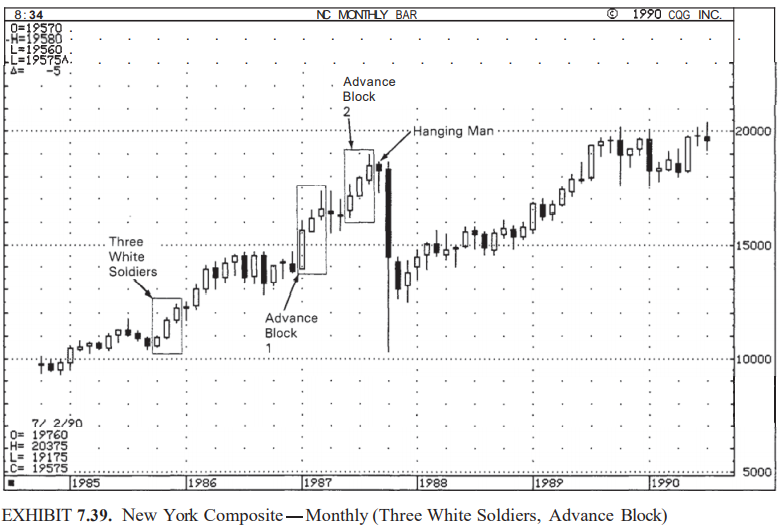 8:34 NC MONTHLY BAR © 1990 CQG INC.
O=19570
H=19580
L=19560
L=19575A
Δ= -5
Advance
Block
2
Hanging Man
20000
Three
White
Soldiers
15000
Advance
Block
1
10000
7/ 2/90
O= 19760
H= 20375
L= 19175
C= 19575
5000
1985 1986 1987 1988 1989 1990
EXHIBIT 7.39. New York Composite—Monthly (Three White Soldiers, Advance Block)